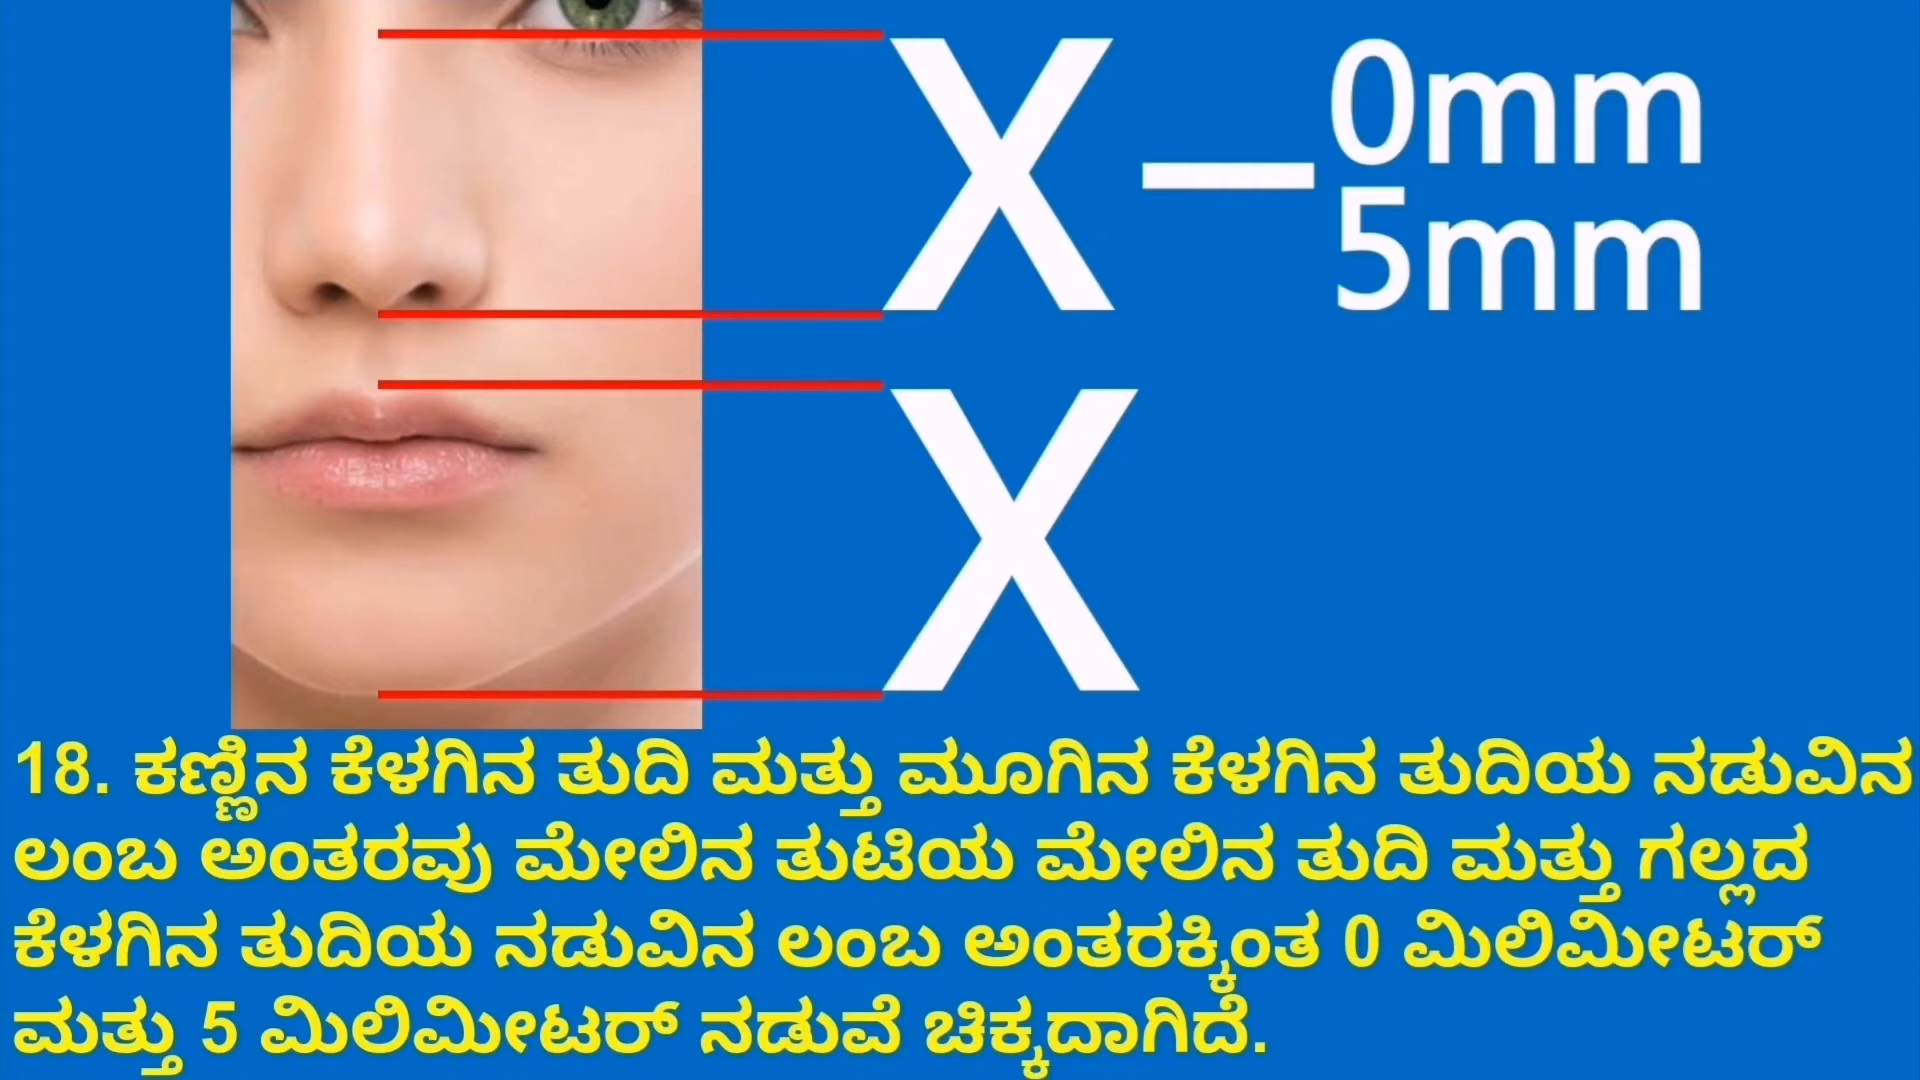 X – 0mm
5mm
X
18. ಕಣ್ಣಿನ ಕೆಳಗಿನ ತುದಿ ಮತ್ತು ಮೂಗಿನ ಕೆಳಗಿನ ತುದಿಯ ನಡುವಿನ
ಲಂಬ ಅಂತರವು ಮೇಲಿನ ತುಟಿಯ ಮೇಲಿನ ತುದಿ ಮತ್ತು ಗಲ್ಲದ
ಕೆಳಗಿನ ತುದಿಯ ನಡುವಿನ ಲಂಬ ಅಂತರಕ್ಕಿಂತ 0 ಮಿಲಿಮೀಟರ್
ಮತ್ತು 5 ಮಿಲಿಮೀಟರ್ ನಡುವೆ ಚಿಕ್ಕದಾಗಿದೆ.